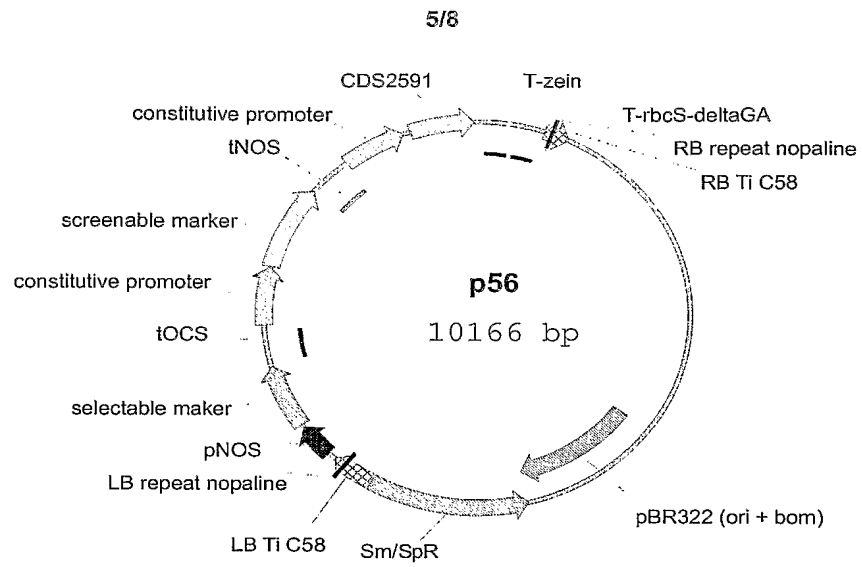 5/8
CDS2591
T-zein
constitutive promoter
T-rbcS-deltaGA
tNOS
RB repeat nopaline
RB Ti C58
screenable marker
constitutive promoter
p56
10166 bp
tOCS
selectable maker
pNOS
LB repeat nopaline
pBR322 (ori + bom)
LB Ti C58
Sm/SpR